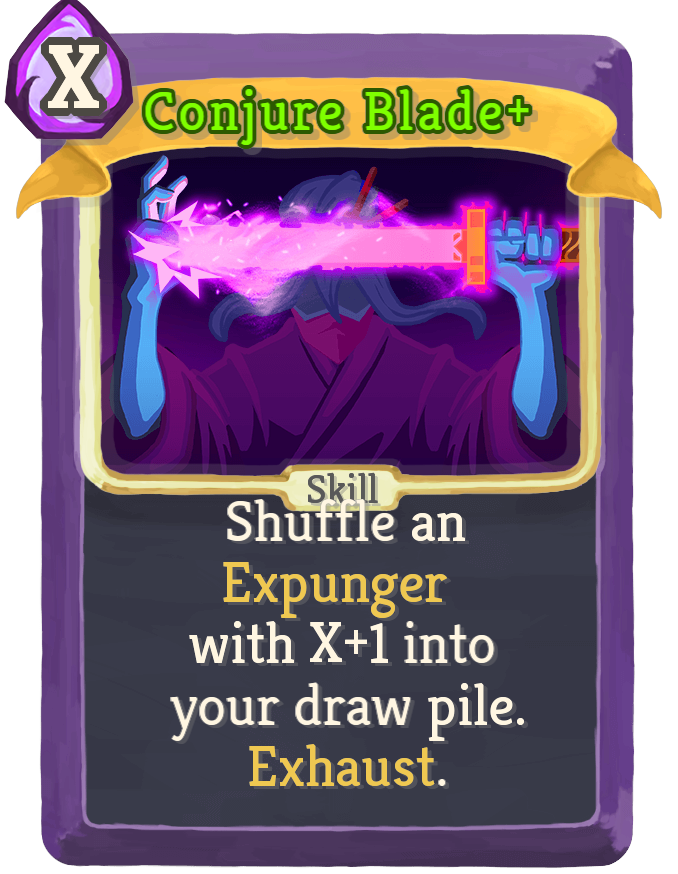 X
Conjure Blade+
Skill
Shuffle an
Expunger
with X+1 into
your draw pile.
Exhaust.